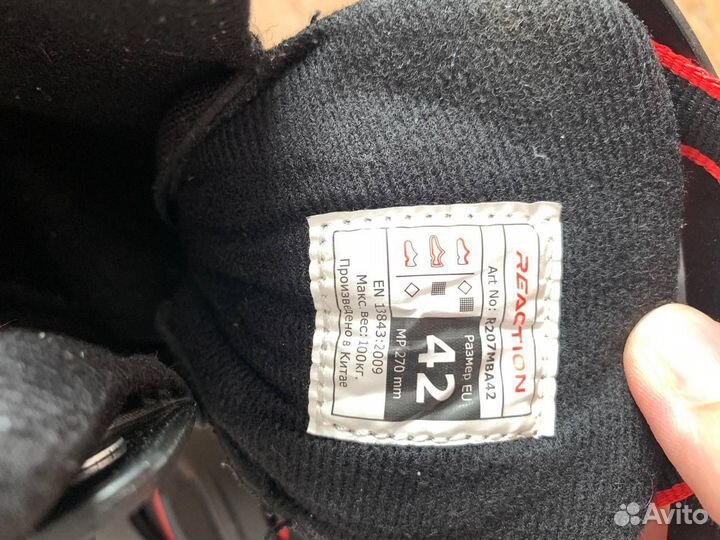 REACTION
Art No: R207MBA42
Размер EU
42
MP 270 mm
EN 13843:2009
Макс. вес: 100кг.
Произведено в Китае
Avito